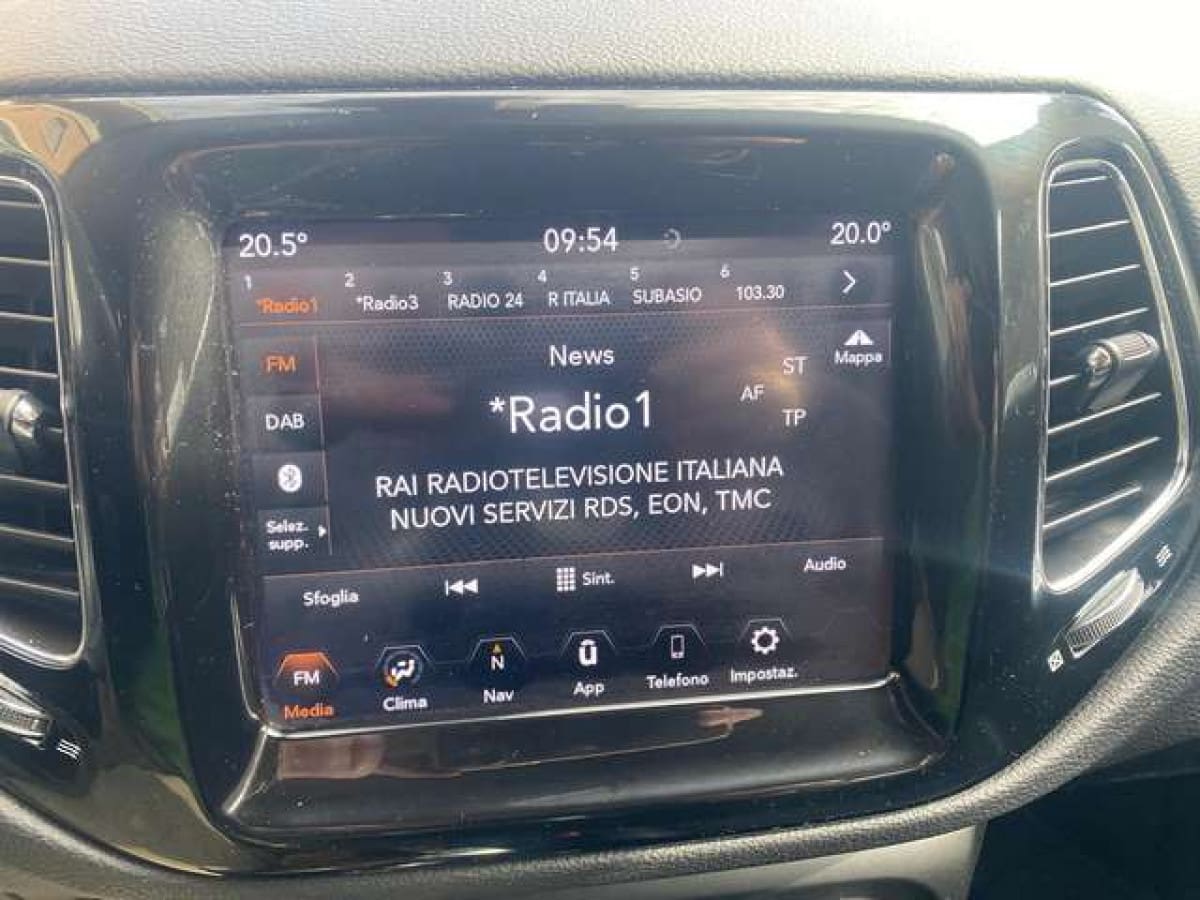 20.5° 09:54 20.0°
1 2 3 4 5 6
*Radio1 *Radio3 RADIO 24 R ITALIA SUBASIO 103.30
FM
News
ST
Mappa
AF
*Radio1
TP
DAB
RAI RADIOTELEVISIONE ITALIANA
NUOVI SERVIZI RDS, EON, TMC
Selez.
supp.
Sfoglia Sint. Audio
FM N
Media Clima Nav App Telefono Impostaz.